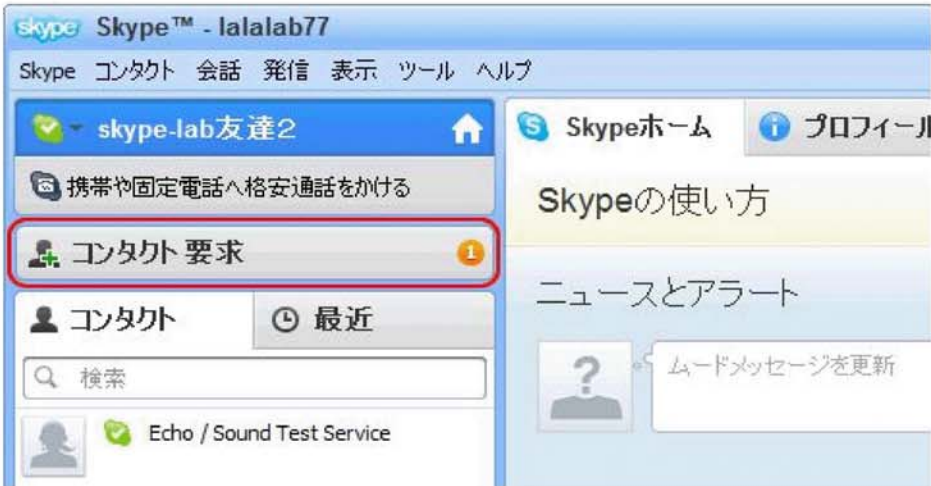 skype Skype™ - lalalab77
Skype コンタクト 会話 発信 表示 ツール ヘルプ
skype-lab友達2
携帯や固定電話へ格安通話をかける
コンタクト 要求 1
コンタクト 最近
検索
Echo / Sound Test Service
Skypeホーム プロフィール
Skypeの使い方
ニュースとアラート
?
ムードメッセージを更新